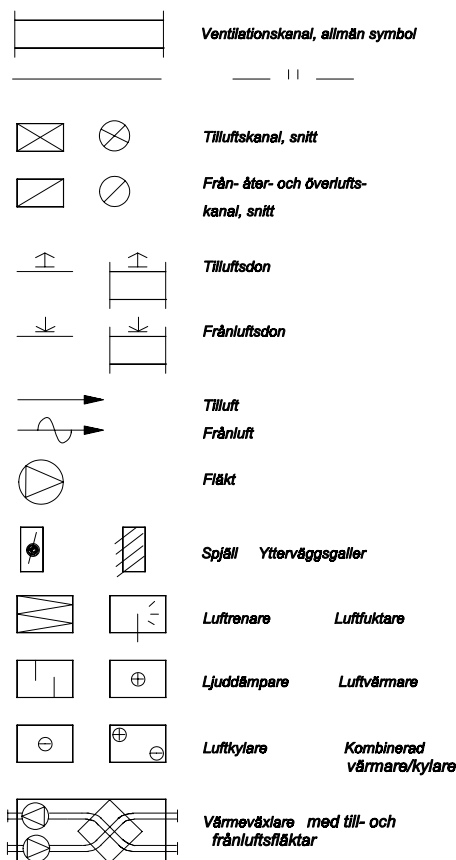 Ventilationskanal, allmän symbol
Tilluftskanal, snitt
Från- åter- och överlufts-
kanal, snitt
Tilluftsdon
Frånluftsdon
Tilluft
Frånluft
Fläkt
Spjäll Ytterväggsgaller
Luftrenare Luftfuktare
Ljuddämpare Luftvärmare
Luftkylare Kombinerad
värmare/kylare
Värmeväxlare med till- och
frånluftsfläktar